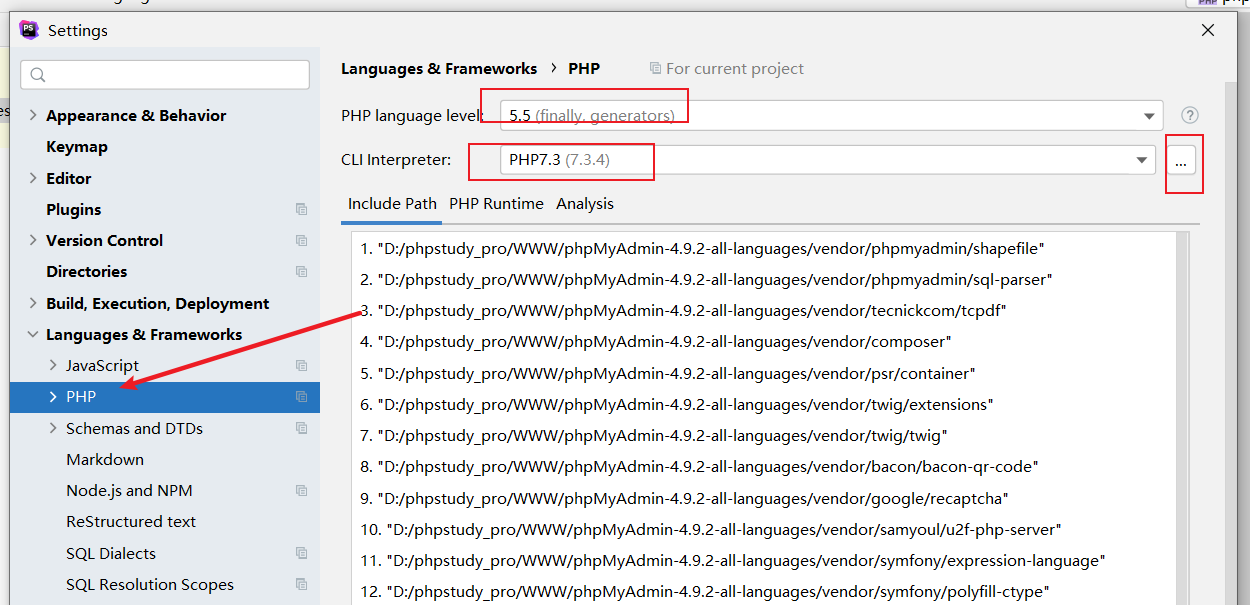 PS Settings
Languages & Frameworks › PHP For current project
PHP language level: 5.5 (finally, generators) ?
CLI Interpreter: PHP7.3 (7.3.4) ...
Include Path PHP Runtime Analysis
Appearance & Behavior
Keymap
Editor
Plugins
Version Control
Directories
Build, Execution, Deployment
Languages & Frameworks
JavaScript
PHP
Schemas and DTDs
Markdown
Node.js and NPM
ReStructured text
SQL Dialects
SQL Resolution Scopes
1. "D:/phpstudy_pro/WWW/phpMyAdmin-4.9.2-all-languages/vendor/phpmyadmin/shapefile"
2. "D:/phpstudy_pro/WWW/phpMyAdmin-4.9.2-all-languages/vendor/phpmyadmin/sql-parser"
3. "D:/phpstudy_pro/WWW/phpMyAdmin-4.9.2-all-languages/vendor/tecnickcom/tcpdf"
4. "D:/phpstudy_pro/WWW/phpMyAdmin-4.9.2-all-languages/vendor/composer"
5. "D:/phpstudy_pro/WWW/phpMyAdmin-4.9.2-all-languages/vendor/psr/container"
6. "D:/phpstudy_pro/WWW/phpMyAdmin-4.9.2-all-languages/vendor/twig/extensions"
7. "D:/phpstudy_pro/WWW/phpMyAdmin-4.9.2-all-languages/vendor/twig/twig"
8. "D:/phpstudy_pro/WWW/phpMyAdmin-4.9.2-all-languages/vendor/bacon/bacon-qr-code"
9. "D:/phpstudy_pro/WWW/phpMyAdmin-4.9.2-all-languages/vendor/google/recaptcha"
10. "D:/phpstudy_pro/WWW/phpMyAdmin-4.9.2-all-languages/vendor/samyoul/u2f-php-server"
11. "D:/phpstudy_pro/WWW/phpMyAdmin-4.9.2-all-languages/vendor/symfony/expression-language"
12. "D:/phpstudy_pro/WWW/phpMyAdmin-4.9.2-all-languages/vendor/symfony/polyfill-ctype"